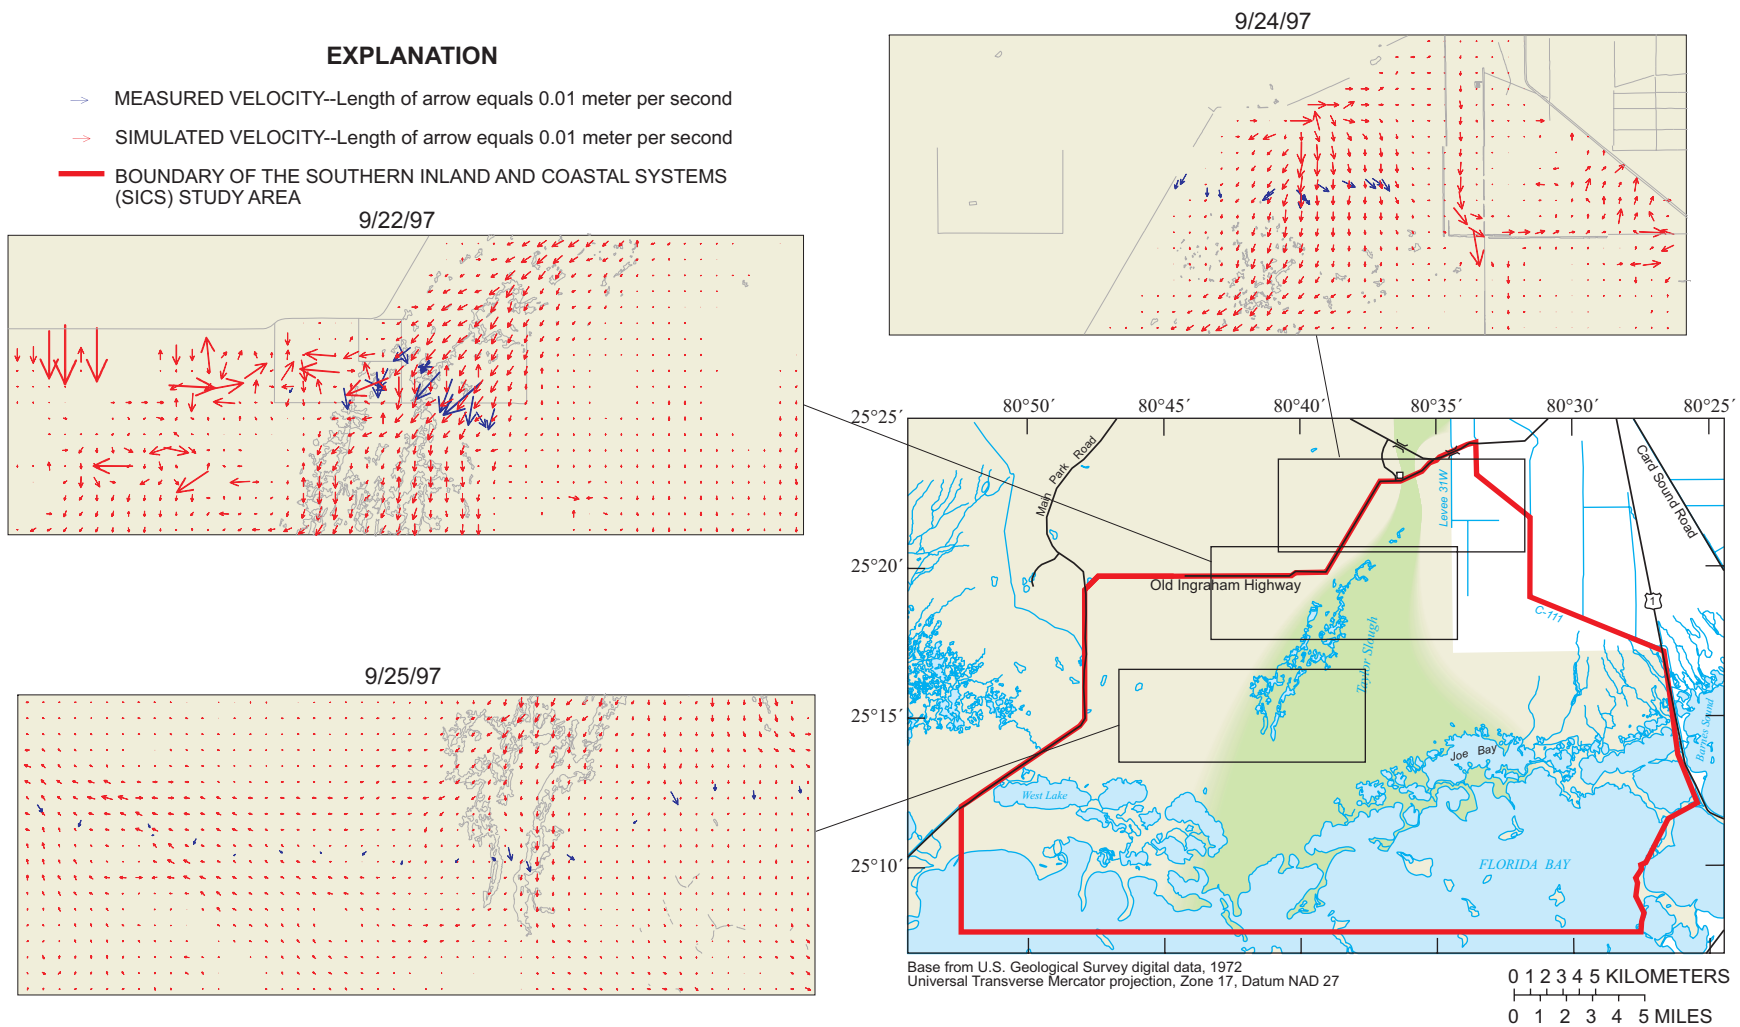 EXPLANATION
MEASURED VELOCITY--Length of arrow equals 0.01 meter per second
SIMULATED VELOCITY--Length of arrow equals 0.01 meter per second
BOUNDARY OF THE SOUTHERN INLAND AND COASTAL SYSTEMS
(SICS) STUDY AREA
9/22/97
9/24/97
9/25/97
25°25´
80°50´
80°45´
80°40´
80°35´
80°30´
80°25´
Main Park Road
Levee 31W
Card Sound Road
25°20´
Old Ingraham Highway
1
C-111
Taylor Slough
25°15´
Joe Bay
Barnes Sound
West Lake
25°10´
FLORIDA BAY
Base from U.S. Geological Survey digital data, 1972
Universal Transverse Mercator projection, Zone 17, Datum NAD 27
0 1 2 3 4 5 KILOMETERS
0 1 2 3 4 5 MILES